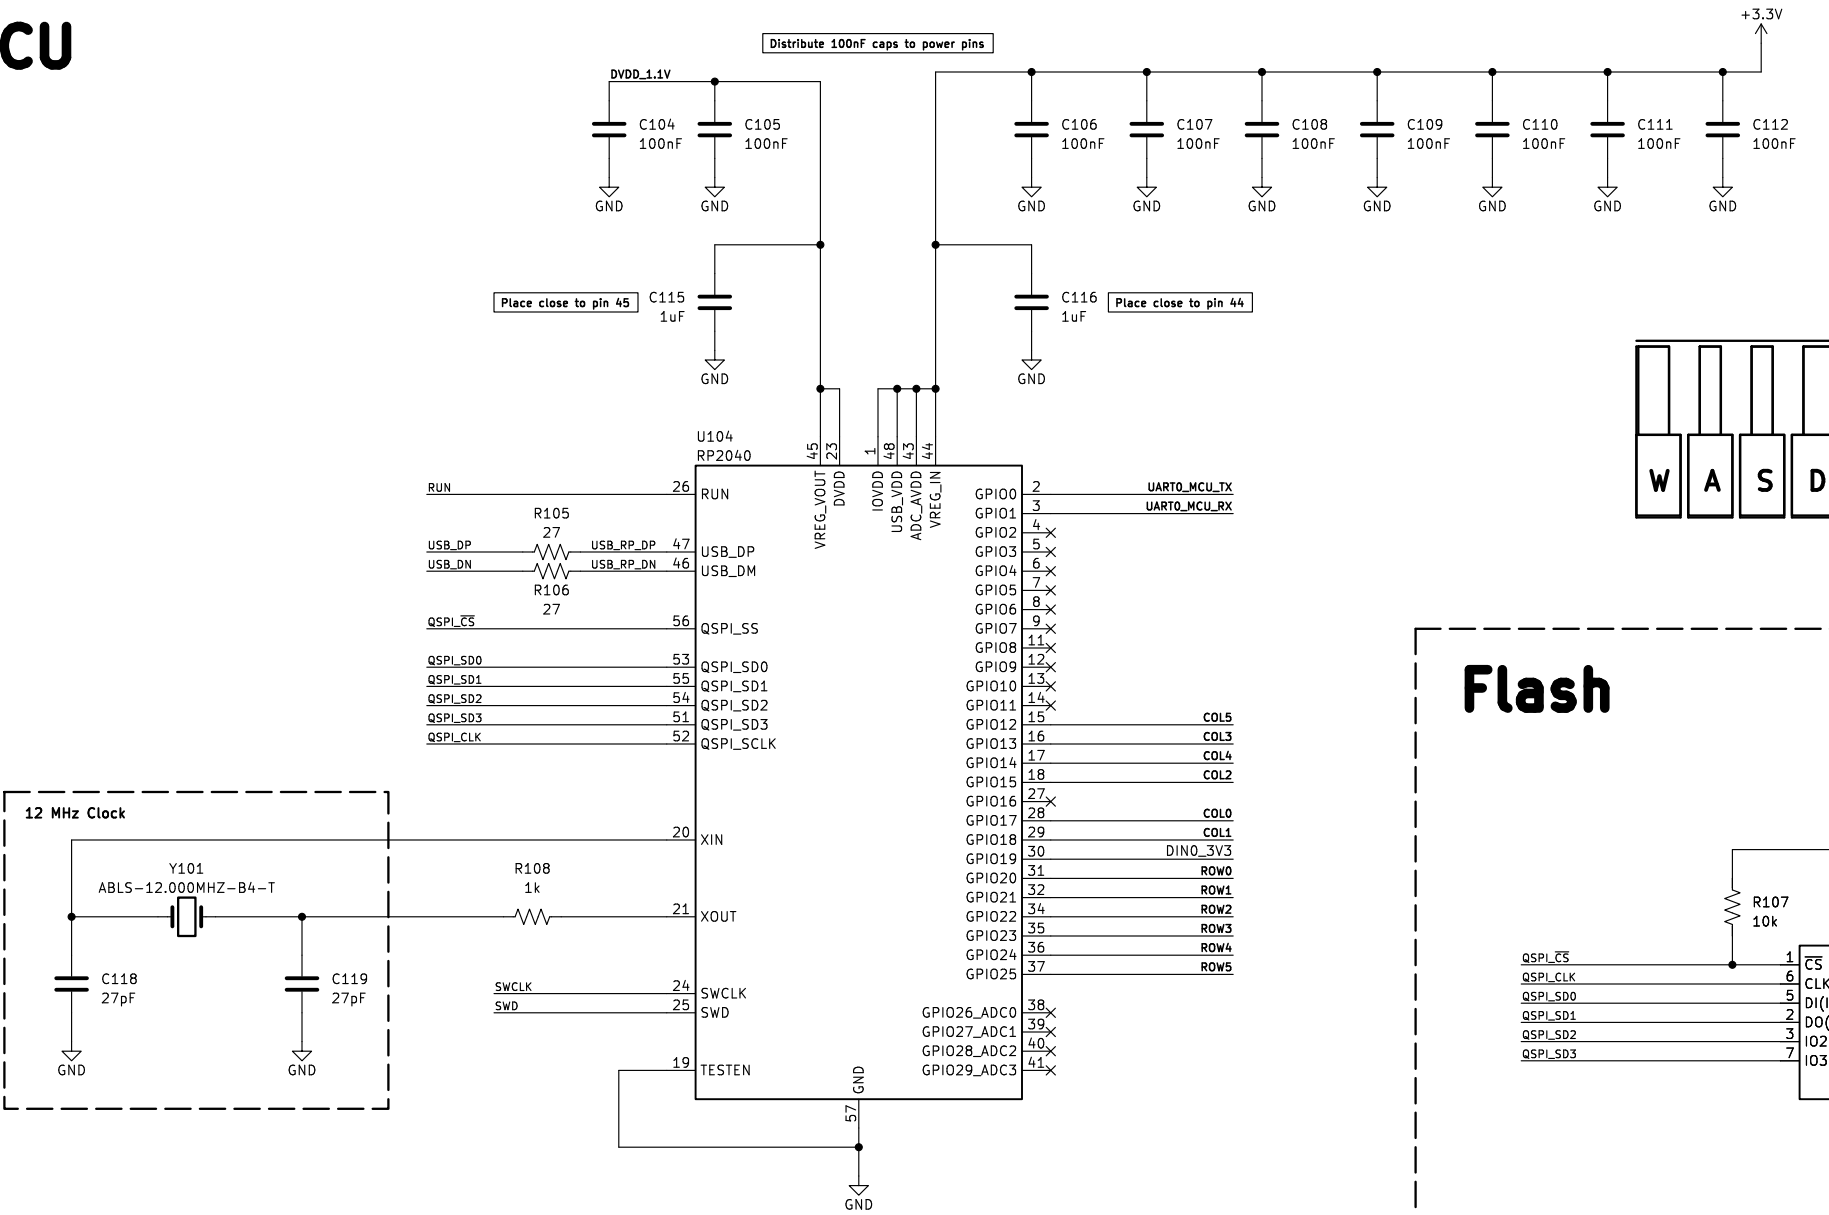 CU
Distribute 100nF caps to power pins
+3.3V
DVDD_1.1V
C104
100nF
GND
C105
100nF
GND
C106
100nF
GND
C107
100nF
GND
C108
100nF
GND
C109
100nF
GND
C110
100nF
GND
C111
100nF
GND
C112
100nF
GND
Place close to pin 45
C115
1uF
GND
C116
1uF
GND
Place close to pin 44
W A S D
U104
RP2040
45 VREG_VOUT
23 DVDD
1 IOVDD
48 USB_VDD
43 ADC_AVDD
44 VREG_IN
RUN 26 RUN
R105
27
USB_DP USB_RP_DP 47 USB_DP
USB_DN USB_RP_DN 46 USB_DM
R106
27
QSPI_CS 56 QSPI_SS
QSPI_SD0 53 QSPI_SD0
QSPI_SD1 55 QSPI_SD1
QSPI_SD2 54 QSPI_SD2
QSPI_SD3 51 QSPI_SD3
QSPI_CLK 52 QSPI_SCLK
12 MHz Clock
20 XIN
Y101
ABLS-12.000MHZ-B4-T
R108
1k
21 XOUT
C118
27pF
GND
C119
27pF
GND
SWCLK 24 SWCLK
SWD 25 SWD
19 TESTEN
GND
57
GND
GPIO0 2 UART0_MCU_TX
GPIO1 3 UART0_MCU_RX
GPIO2 4
GPIO3 5
GPIO4 6
GPIO5 7
GPIO6 8
GPIO7 9
GPIO8 11
GPIO9 12
GPIO10 13
GPIO11 14
GPIO12 15 COL5
GPIO13 16 COL3
GPIO14 17 COL4
GPIO15 18 COL2
GPIO16 27
GPIO17 28 COL0
GPIO18 29 COL1
GPIO19 30 DIN0_3V3
GPIO20 31 ROW0
GPIO21 32 ROW1
GPIO22 34 ROW2
GPIO23 35 ROW3
GPIO24 36 ROW4
GPIO25 37 ROW5
GPIO26_ADC0 38
GPIO27_ADC1 39
GPIO28_ADC2 40
GPIO29_ADC3 41
Flash
R107
10k
QSPI_CS 1 CS
QSPI_CLK 6 CLK
QSPI_SD0 5 DI(I
QSPI_SD1 2 DO(
QSPI_SD2 3 IO2
QSPI_SD3 7 IO3